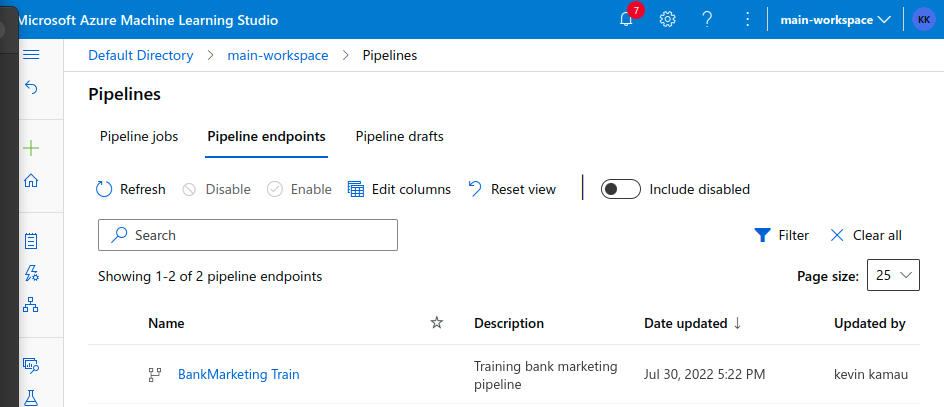 Microsoft Azure Machine Learning Studio 7 ? main-workspace KK
Default Directory > main-workspace > Pipelines
Pipelines
Pipeline jobs Pipeline endpoints Pipeline drafts
Refresh Disable Enable Edit columns Reset view Include disabled
Search Filter Clear all
Showing 1-2 of 2 pipeline endpoints Page size: 25
Name Description Date updated ↓ Updated by
BankMarketing Train Training bank marketing pipeline Jul 30, 2022 5:22 PM kevin kamau